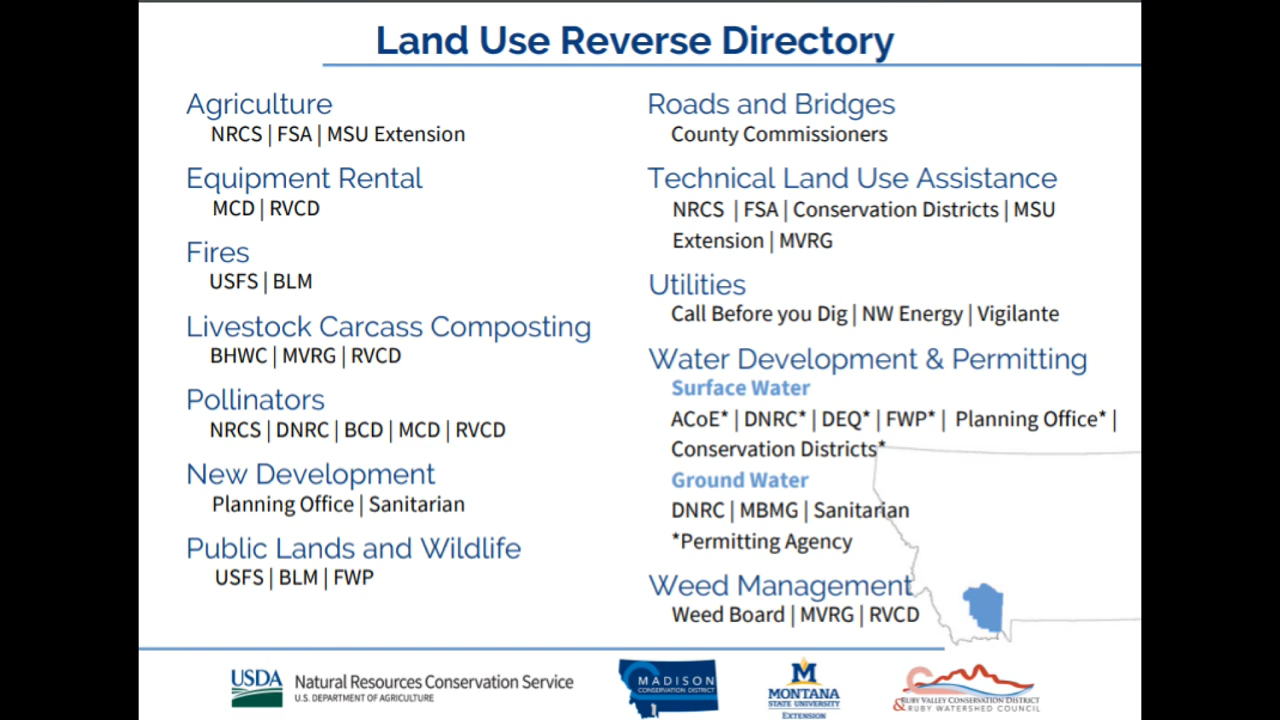 Land Use Reverse Directory
Agriculture
NRCS | FSA | MSU Extension
Equipment Rental
MCD | RVCD
Fires
USFS | BLM
Livestock Carcass Composting
BHWC | MVRG | RVCD
Pollinators
NRCS | DNRC | BCD | MCD | RVCD
New Development
Planning Office | Sanitarian
Public Lands and Wildlife
USFS | BLM | FWP
Roads and Bridges
County Commissioners
Technical Land Use Assistance
NRCS | FSA | Conservation Districts | MSU
Extension | MVRG
Utilities
Call Before you Dig | NW Energy | Vigilante
Water Development & Permitting
Surface Water
ACoE* | DNRC* | DEQ* | FWP* | Planning Office* |
Conservation Districts*
Ground Water
DNRC | MBMG | Sanitarian
*Permitting Agency
Weed Management
Weed Board | MVRG | RVCD
USDA
Natural Resources Conservation Service
U.S. DEPARTMENT OF AGRICULTURE
MADISON
CONSERVATION DISTRICT
M
MONTANA
STATE UNIVERSITY
EXTENSION
RUBY VALLEY CONSERVATION DISTRICT
& RUBY WATERSHED COUNCIL